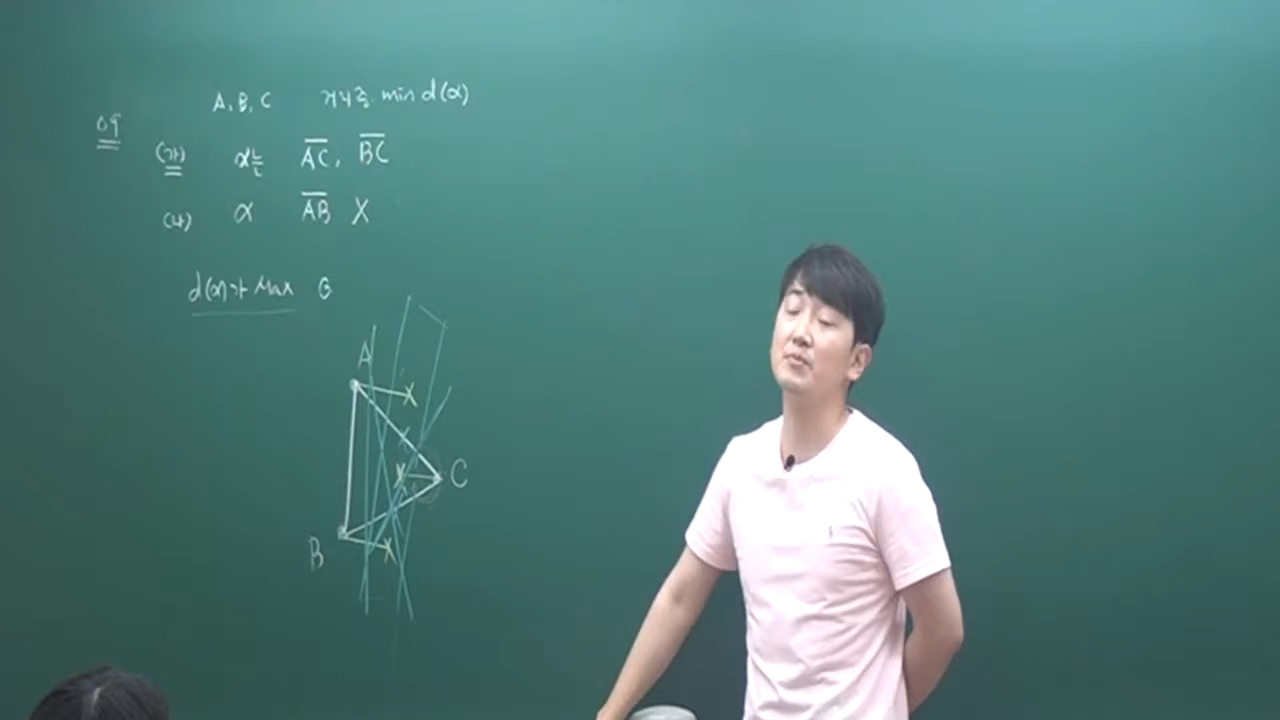 A, B, C 거리 중 min d(α)
09
(가) α는 AC, BC
(나) α AB X
d(α)가 Max
A
C
B